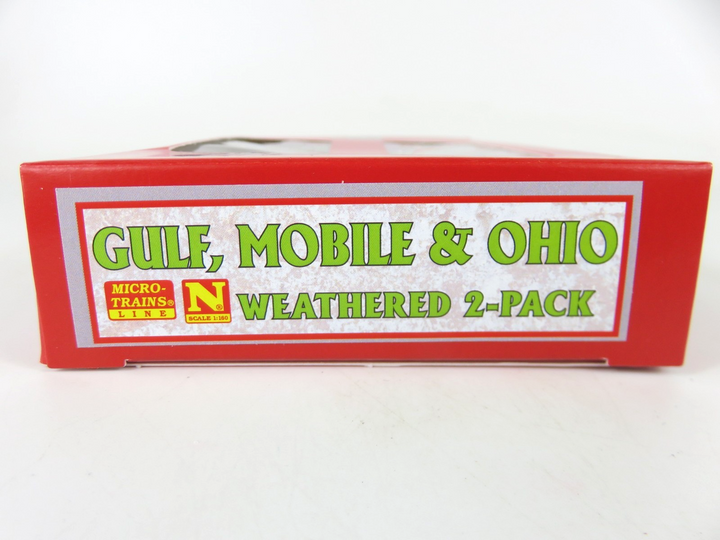 GULF, MOBILE & OHIO
MICRO-
TRAINS®
LINE
N®
SCALE 1:160
WEATHERED 2-PACK